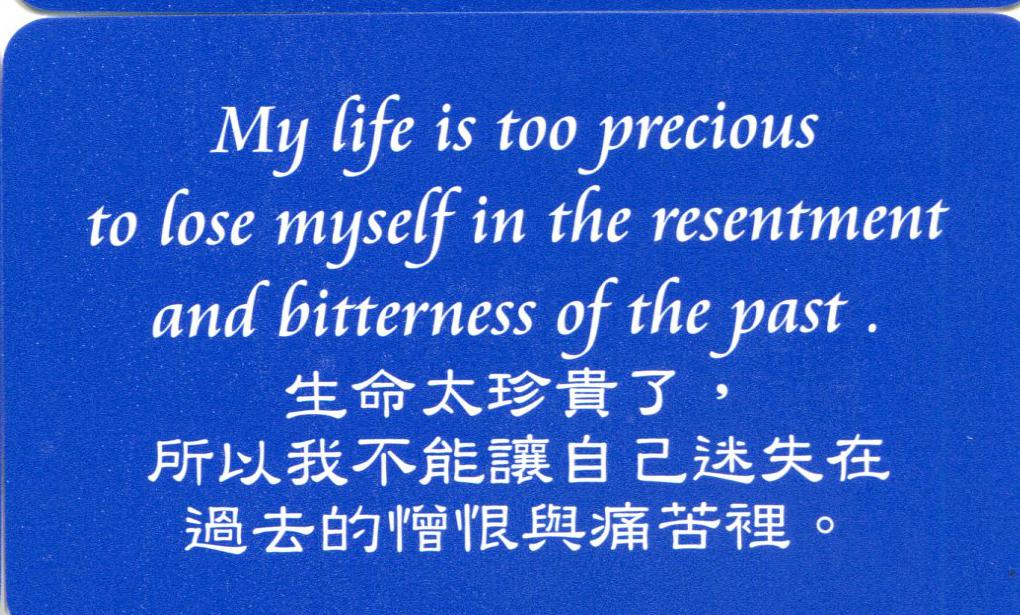 My life is too precious
to lose myself in the resentment
and bitterness of the past .
生命太珍貴了，
所以我不能讓自己迷失在
過去的憎恨與痛苦裡。